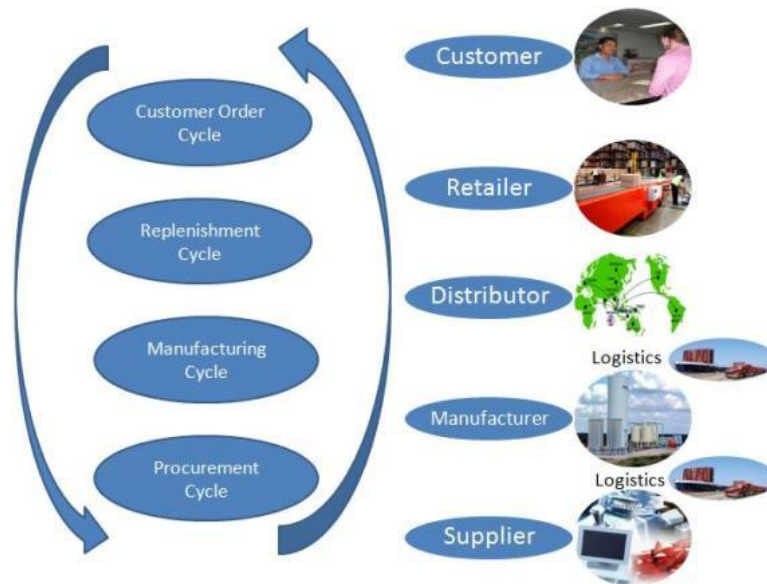 Customer Order
Cycle
Replenishment
Cycle
Manufacturing
Cycle
Procurement
Cycle
Customer
Retailer
Distributor
Logistics
Manufacturer
Logistics
Supplier